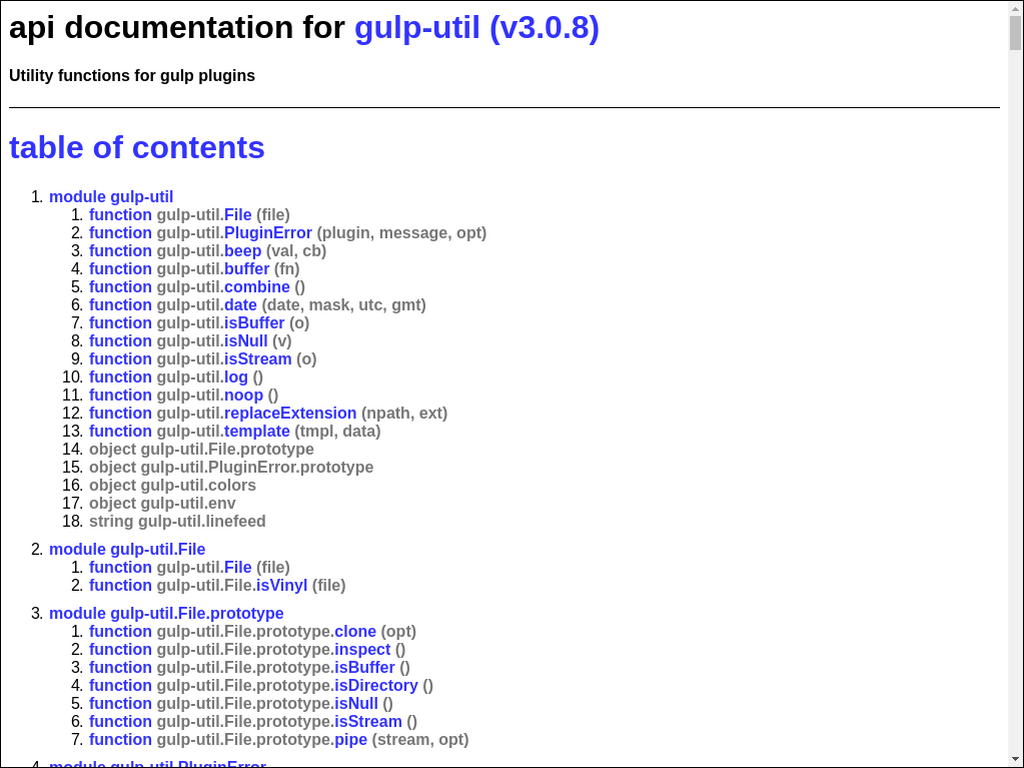 api documentation for gulp-util (v3.0.8)
Utility functions for gulp plugins
table of contents
1. module gulp-util
1. function gulp-util.File (file)
2. function gulp-util.PluginError (plugin, message, opt)
3. function gulp-util.beep (val, cb)
4. function gulp-util.buffer (fn)
5. function gulp-util.combine ()
6. function gulp-util.date (date, mask, utc, gmt)
7. function gulp-util.isBuffer (o)
8. function gulp-util.isNull (v)
9. function gulp-util.isStream (o)
10. function gulp-util.log ()
11. function gulp-util.noop ()
12. function gulp-util.replaceExtension (npath, ext)
13. function gulp-util.template (tmpl, data)
14. object gulp-util.File.prototype
15. object gulp-util.PluginError.prototype
16. object gulp-util.colors
17. object gulp-util.env
18. string gulp-util.linefeed
2. module gulp-util.File
1. function gulp-util.File (file)
2. function gulp-util.File.isVinyl (file)
3. module gulp-util.File.prototype
1. function gulp-util.File.prototype.clone (opt)
2. function gulp-util.File.prototype.inspect ()
3. function gulp-util.File.prototype.isBuffer ()
4. function gulp-util.File.prototype.isDirectory ()
5. function gulp-util.File.prototype.isNull ()
6. function gulp-util.File.prototype.isStream ()
7. function gulp-util.File.prototype.pipe (stream, opt)
4. module gulp-util.PluginError